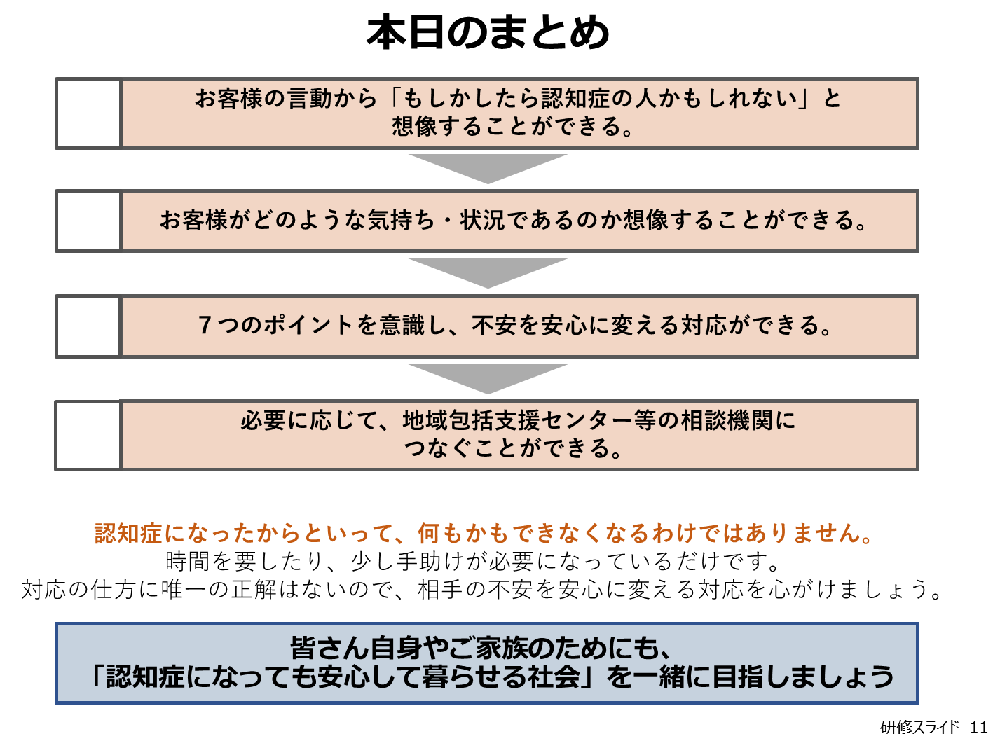 本日のまとめ
お客様の言動から「もしかしたら認知症の人かもしれない」と
想像することができる。
お客様がどのような気持ち・状況であるのか想像することができる。
７つのポイントを意識し、不安を安心に変える対応ができる。
必要に応じて、地域包括支援センター等の相談機関に
つなぐことができる。
認知症になったからといって、何もかもできなくなるわけではありません。
時間を要したり、少し手助けが必要になっているだけです。
対応の仕方に唯一の正解はないので、相手の不安を安心に変える対応を心がけましょう。
皆さん自身やご家族のためにも、
「認知症になっても安心して暮らせる社会」を一緒に目指しましょう
研修スライド 11